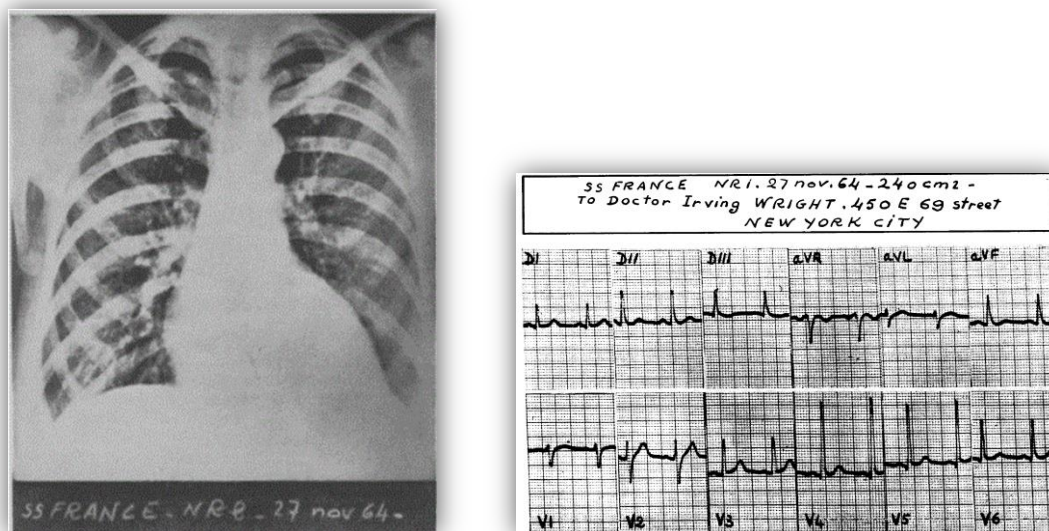 SS FRANCE - NR 8 - 27 nov 64 -
SS FRANCE NR1. 27 nov. 64 - 240 cm2 -
TO Doctor Irving WRIGHT. 450 E 69 street
NEW YORK CITY
DI DII DIII aVR aVL aVF
V1 V2 V3 V4 V5 V6